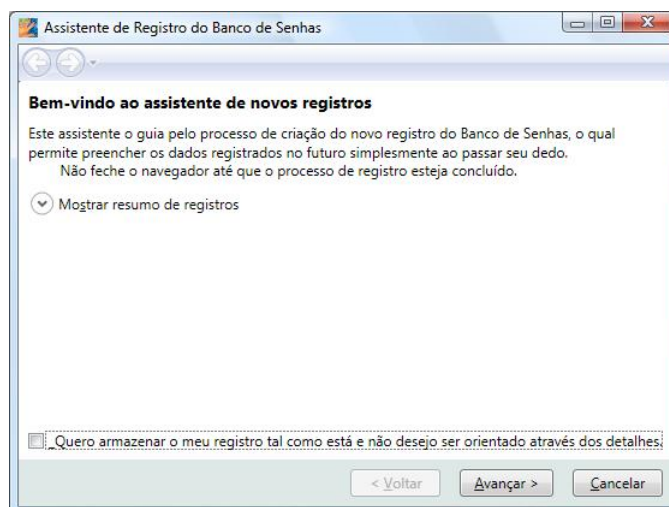 Assistente de Registro do Banco de Senhas
Bem-vindo ao assistente de novos registros
Este assistente o guia pelo processo de criação do novo registro do Banco de Senhas, o qual
permite preencher os dados registrados no futuro simplesmente ao passar seu dedo.
Não feche o navegador até que o processo de registro esteja concluído.
Mostrar resumo de registros
_Quero armazenar o meu registro tal como está e não desejo ser orientado através dos detalhes.
< Voltar
Avançar >
Cancelar